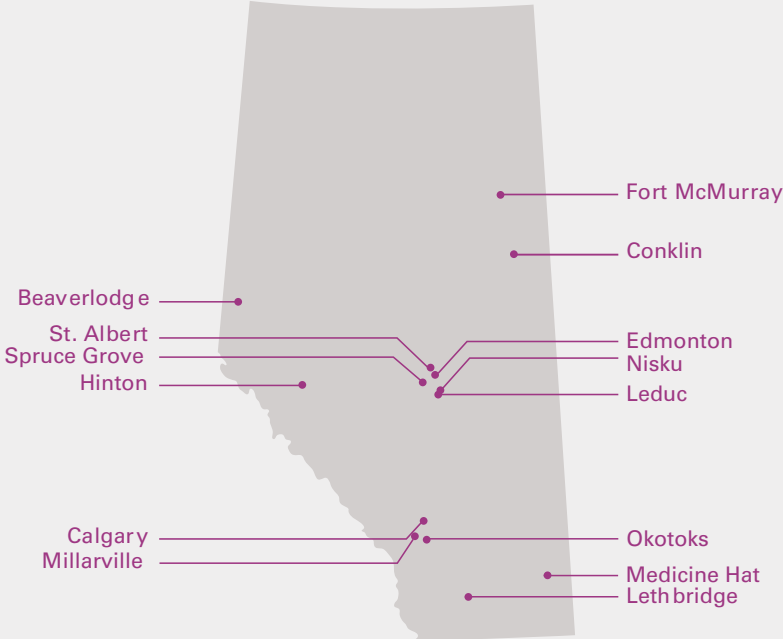 Fort McMurray
Conklin
Beaverlodge
St. Albert
Spruce Grove
Hinton
Edmonton
Nisku
Leduc
Calgary
Millarville
Okotoks
Medicine Hat
Lethbridge